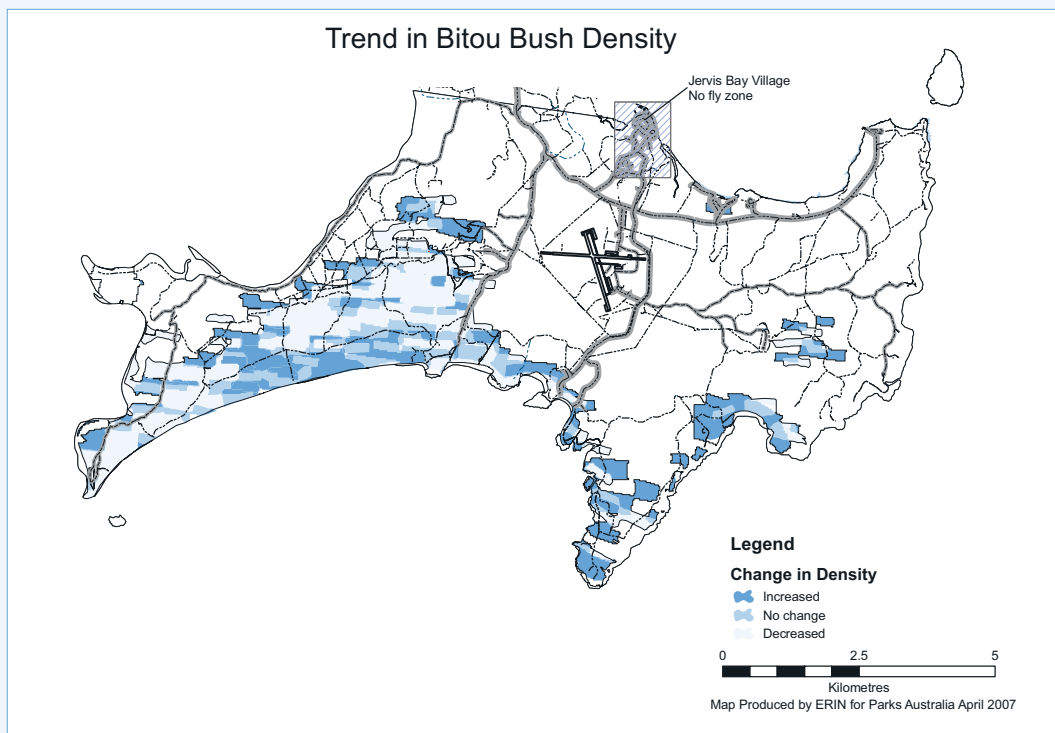 Trend in Bitou Bush Density
Jervis Bay Village
No fly zone
Legend
Change in Density
Increased
No change
Decreased
0 2.5 5
Kilometres
Map Produced by ERIN for Parks Australia April 2007